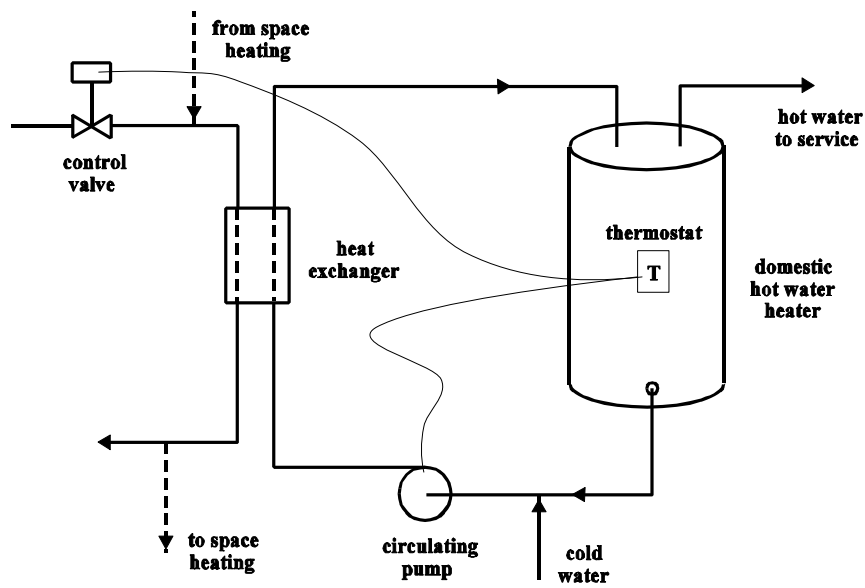 from space
heating
control
valve
hot water
to service
heat
exchanger
thermostat
T
domestic
hot water
heater
to space
heating
circulating
pump
cold
water